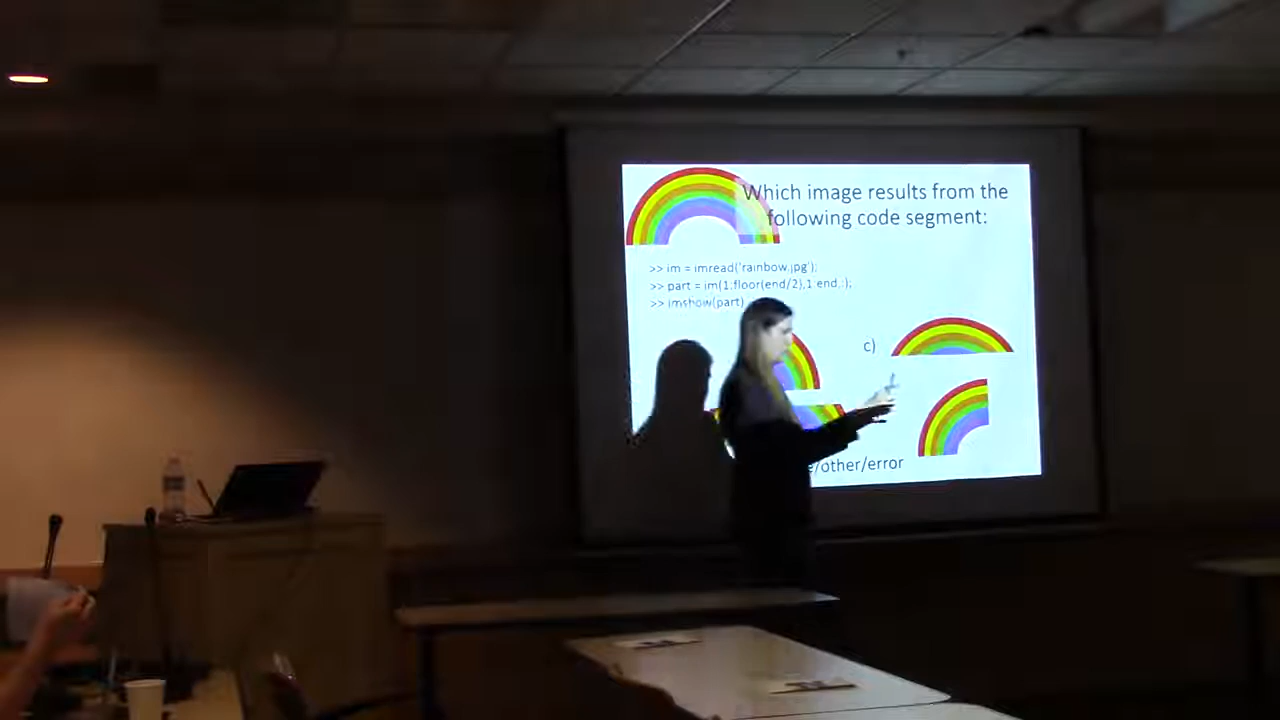 Which image results from the
following code segment:
>> im = imread('rainbow.jpg');
>> part = im(1:floor(end/2),1:end,:);
>> imshow(part)
c)
/other/error